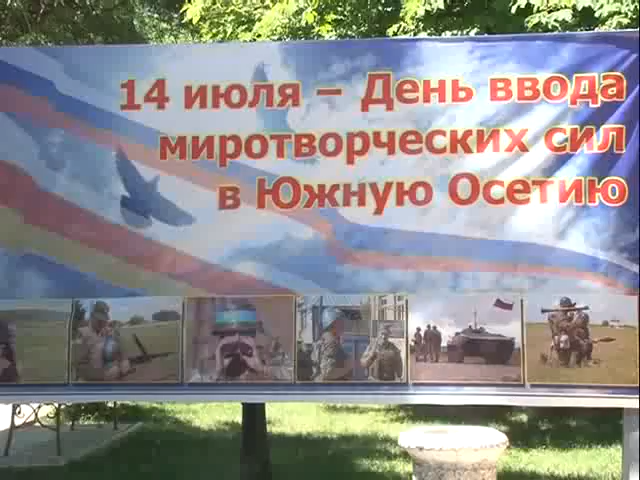 14 июля – День ввода
миротворческих сил
в Южную Осетию